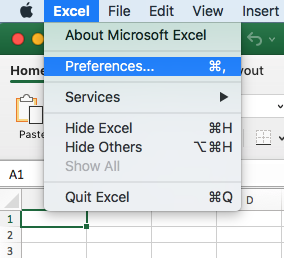 Excel File Edit View Insert
About Microsoft Excel
Preferences... ⌘,
Home
Services
Paste
Hide Excel ⌘H
Hide Others ⌥⌘H
Show All
A1
Quit Excel ⌘Q
D
1
2
3